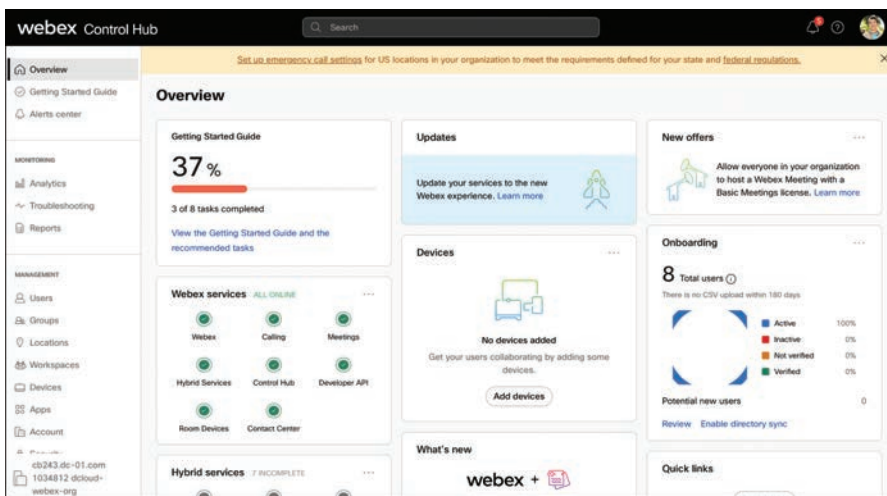 webex Control Hub
Search
Set up emergency call settings for US locations in your organization to meet the requirements defined for your state and federal regulations.
Overview
Getting Started Guide
Alerts center
MONITORING
Analytics
Troubleshooting
Reports
MANAGEMENT
Users
Groups
Locations
Workspaces
Devices
Apps
Account
cb243.dc-01.com
1034812 dcloud-
webex-org
Overview
Getting Started Guide
37 %
3 of 8 tasks completed
View the Getting Started Guide and the
recommended tasks
Webex services ALL ONLINE
Webex
Calling
Meetings
Hybrid Services
Control Hub
Developer API
Room Devices
Contact Center
Hybrid services 7 INCOMPLETE
Updates
Update your services to the new
Webex experience. Learn more
Devices
No devices added
Get your users collaborating by adding some
devices.
Add devices
What's new
webex +
New offers
Allow everyone in your organization
to host a Webex Meeting with a
Basic Meetings license. Learn more
Onboarding
8 Total users
There is no CSV upload within 180 days
Active 100%
Inactive 0%
Not verified 0%
Verified 0%
Potential new users 0
Review Enable directory sync
Quick links